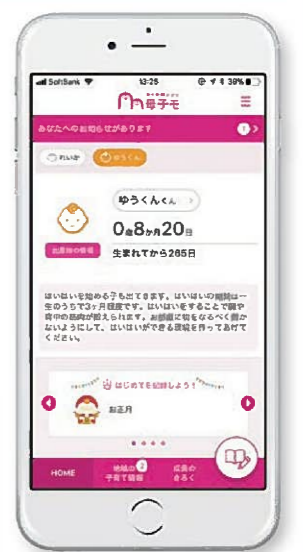 SoftBank 13:25 39%
母子モ
あなたへのお知らせがあります 1
れいか ゆうくん
ゆうくんくん
0歳8か月20日
お誕生時の情報
生まれてから265日
はいはいを始める子も出てきます。はいはいの期間は一
生のうちで3ヶ月程度です。はいはいをすることで腕や
背中の筋肉が鍛えられます。お部屋に物をなるべく置か
ないようにして、はいはいができる環境を作ってあげて
ください。
はじめてを記録しよう!
お正月
HOME
地域の 2
子育て情報
成長の
きろく